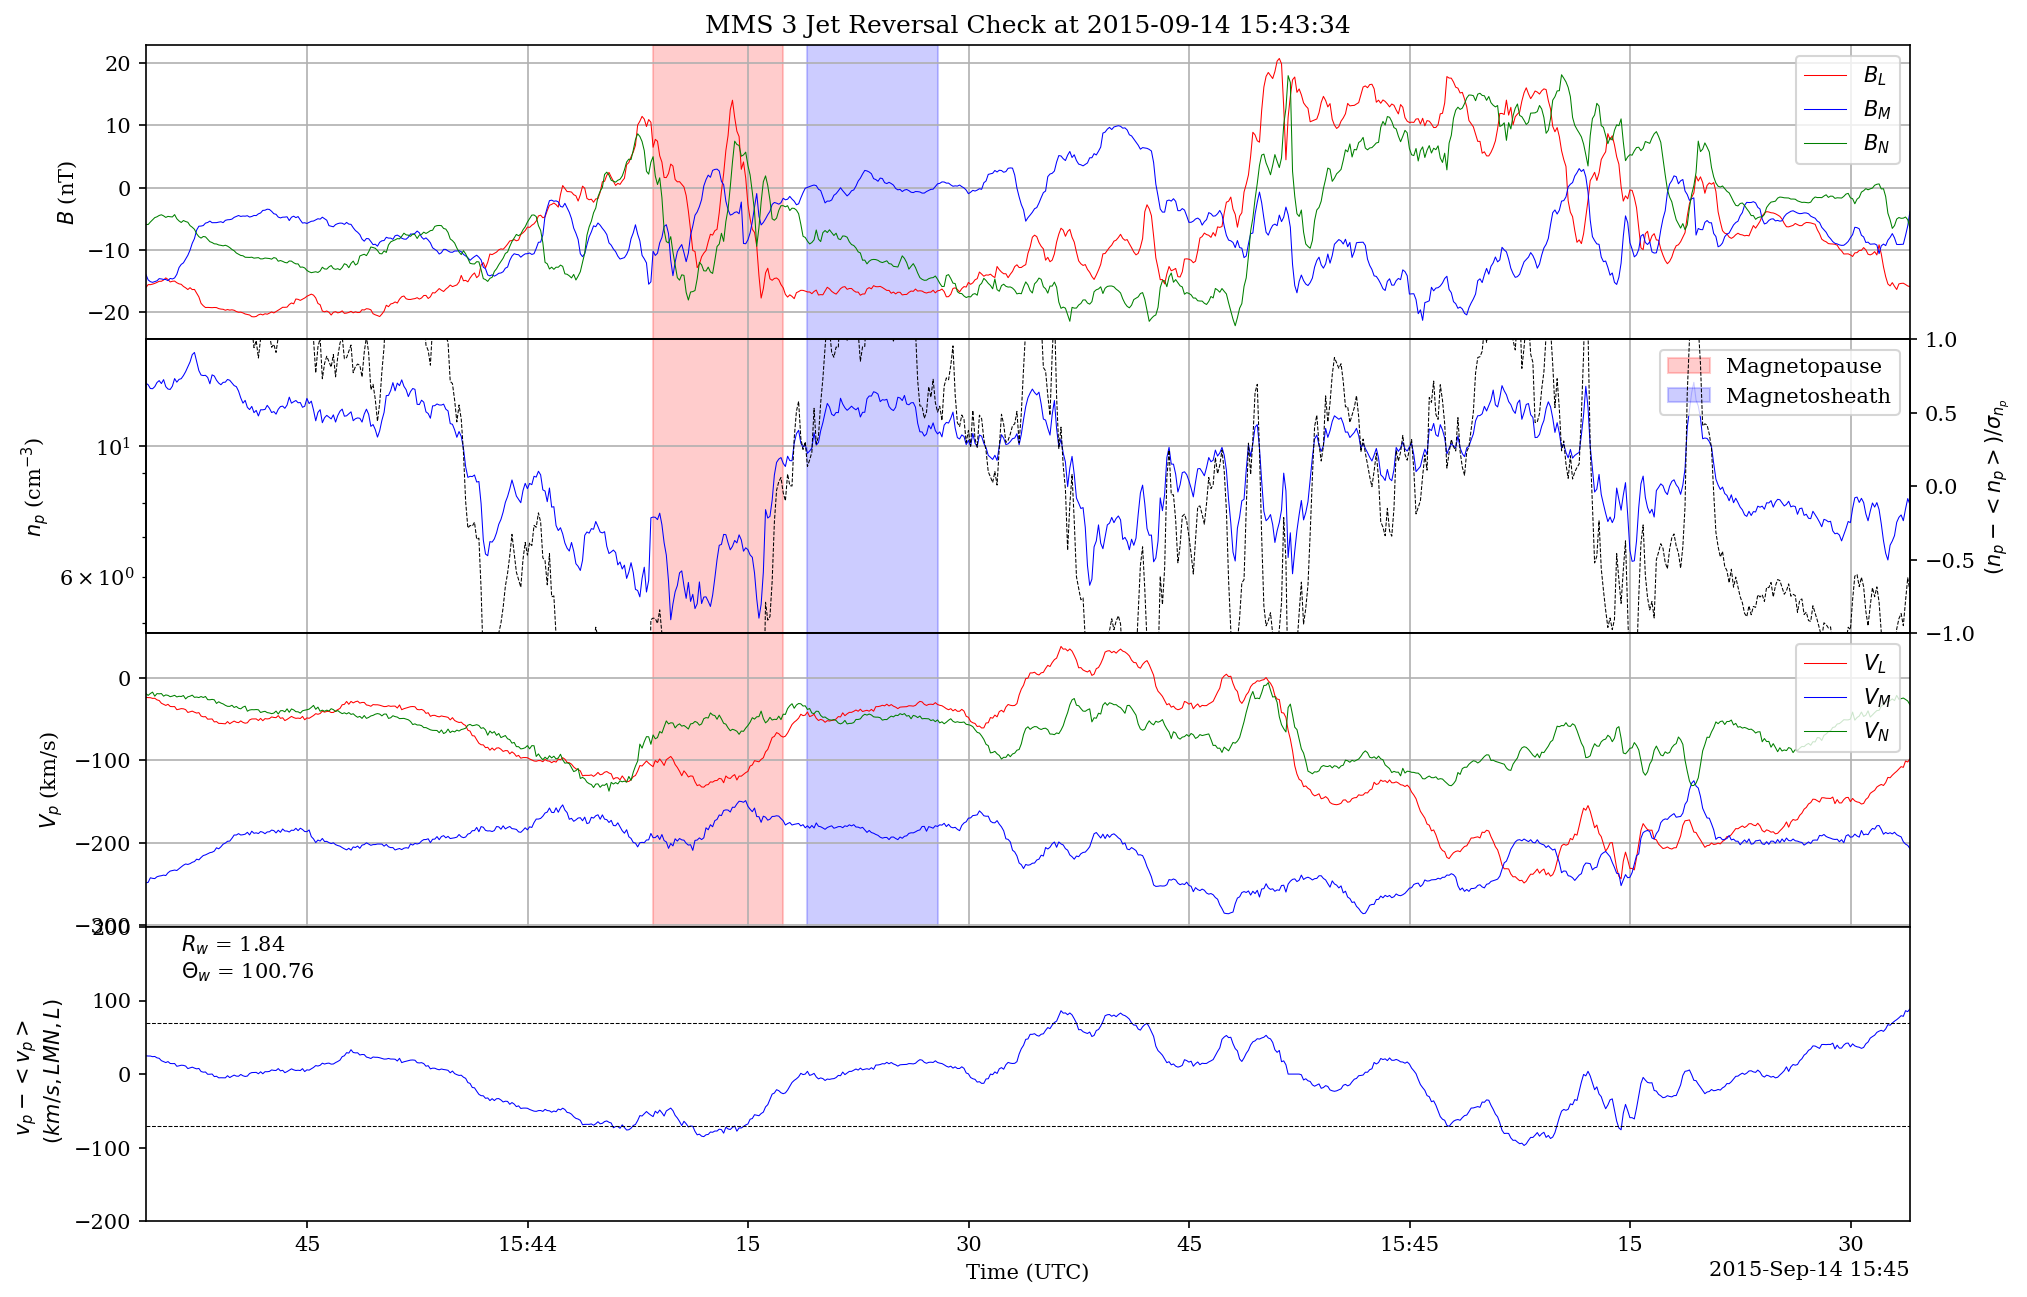 MMS 3 Jet Reversal Check at 2015-09-14 15:43:34
B (nT)
20
10
0
−10
−20
B_L
B_M
B_N
n_p (cm^−3)
10^1
6 × 10^0
1.0
0.5
0.0
−0.5
−1.0
(n_p − < n_p >)/σ_{n_p}
Magnetopause
Magnetosheath
V_p (km/s)
0
−100
−200
−300
V_L
V_M
V_N
v_p − < v_p >
(km/s, LMN, L)
200
100
0
−100
−200
R_w = 1.84
Θ_w = 100.76
45 15:44 15 30 45 15:45 15 30
Time (UTC)
2015-Sep-14 15:45